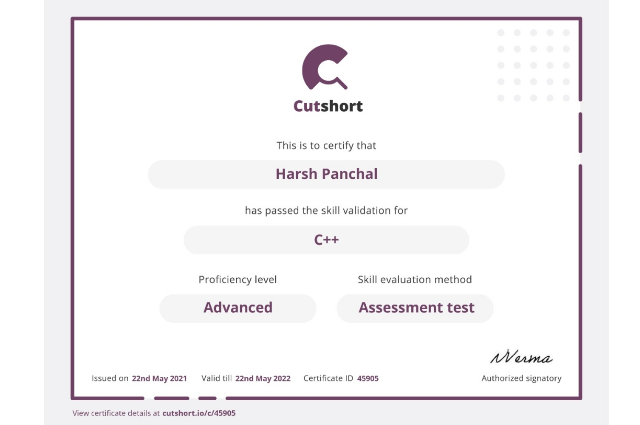 Cutshort
This is to certify that
Harsh Panchal
has passed the skill validation for
C++
Proficiency level Skill evaluation method
Advanced Assessment test
Verma
Issued on 22nd May 2021 Valid till 22nd May 2022 Certificate ID 45905 Authorized signatory
View certificate details at cutshort.io/c/45905